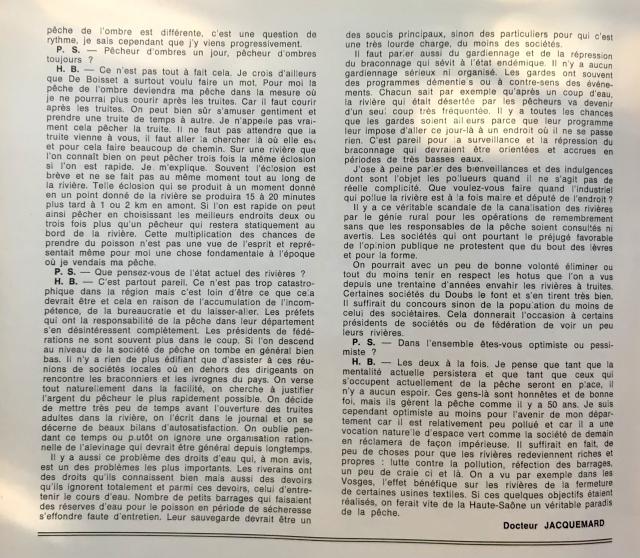 pêche de l'ombre est différente, c'est une question de
rythme, je sais cependant que j'y viens progressivement.
P. S. — Pêcheur d'ombres un jour, pêcheur d'ombres
toujours ?
H. B. — Ce n'est pas tout à fait cela. Je crois d'ailleurs
que De Boisset a surtout voulu faire un mot. Pour moi la
pêche de l'ombre deviendra ma pêche dans la mesure où
je ne pourrai plus courir après les truites. Car il faut courir
après les truites. On peut bien sûr s'amuser gentiment et
prendre une truite de temps à autre. Je n'appelle pas vrai-
ment cela pêcher la truite. Il ne faut pas attendre que la
truite vienne à vous, il faut aller la chercher là où elle es,
et pour cela faire beaucoup de chemin. Sur une rivière que
l'on connaît bien on peut pêcher trois fois la même éclosion
si l'on est rapide. Je m'explique. Souvent l'éclosion est
brève et ne se fait pas au même moment tout au long de
la rivière. Telle éclosion qui se produit à un moment donné
en un point donné de la rivière se produira 15 à 20 minutes
plus tard à 1 ou 2 km en amont. Si l'on est rapide on peut
ainsi pêcher en choisissant les meilleurs endroits deux ou
trois fois plus qu'un pêcheur qui restera statiquement au
bord de la rivière. Cette multiplication des chances de
prendre du poisson n'est pas une vue de l'esprit et repré-
sentait même pour moi une chose fondamentale à l'époque
où je vendais ma pêche.
P. S. — Que pensez-vous de l'état actuel des rivières ?
H. B. — C'est partout pareil. Ce n'est pas trop catastro-
phique dans la région mais c'est loin d'être ce que cela
devrait être et cela en raison de l'accumulation de l'incom-
pétence, de la bureaucratie et du laisser-aller. Les préfets
qui ont la responsabilité de la pêche dans leur département
s'en désintéressent complètement. Les présidents de fédé-
rations ne sont souvent plus dans le coup. Si l'on descend
au niveau de la société de pêche on tombe en général bien
bas. Il n'y a rien de plus édifiant que d'assister à ces réu-
nions de sociétés locales où en dehors des dirigeants on
rencontre les braconniers et les ivrognes du pays. On verse
tout naturellement dans la facilité, on cherche à justifier
l'argent du pêcheur le plus rapidement possible. On décide
de mettre très peu de temps avant l'ouverture des truites
adultes dans la rivière, on l'écrit dans le journal et on se
décerne de beaux bilans d'autosatisfaction. On oublie pen-
dant ce temps ou plutôt on ignore une organisation ration-
nelle de l'alevinage qui devrait être général depuis longtemps.
Il y a aussi ce problème des droits d'eau qui, à mon avis,
est un des problèmes les plus importants. Les riverains ont
des droits qu'ils connaissent bien mais aussi des devoirs
qu'ils ignorent totalement et parmi ces devoirs, celui d'entre-
tenir le cours d'eau. Nombre de petits barrages qui faisaient
des réserves d'eau pour le poisson en période de sécheresse
s'effondre faute d'entretien. Leur sauvegarde devrait être un
des soucis principaux, sinon des particuliers pour qui c'est
une très lourde charge, du moins des sociétés.
Il faut parler aussi du gardiennage et de la répression
du braconnage qui sévit à l'état endémique. Il n'y a aucun
gardiennage sérieux ni organisé. Les gardes ont souvent
des programmes démentiels ou à contre-sens des événe-
ments. Chacun sait par exemple qu'après un coup d'eau,
la rivière qui était désertée par les pêcheurs va devenir
d'un seul coup très fréquentée. Il y a toutes les chances
que les gardes soient ailleurs parce que leur programme
leur impose d'aller ce jour-là à un endroit où il ne se passe
rien. C'est pareil pour la surveillance et la répression du
braconnage qui devraient être orientées et accrues en
périodes de très basses eaux.
J'ose à peine parler des bienveillances et des indulgences
dont sont l'objet les pollueurs quand il ne s'agit pas de
réelle complicité. Que voulez-vous faire quand l'industriel
qui pollue la rivière est à la fois maire et député de l'endroit ?
Il y a ce véritable scandale de la canalisation des rivières
par le génie rural pour les opérations de remembrement
sans que les responsables de la pêche soient consultés ni
avertis. Les sociétés qui ont pourtant le préjugé favorable
de l'opinion publique ne protestent que du bout des lèvres
et pour la forme.
On pourrait avec un peu de bonne volonté éliminer ou
tout du moins tenir en respect les hotus que l'on a vus
depuis une trentaine d'années envahir les rivières à truites.
Certaines sociétés du Doubs le font et s'en tirent très bien.
Il suffirait du concours sinon de la population du moins de
celui des sociétaires. Cela donnerait l'occasion à certains
présidents de sociétés ou de fédération de voir un peu
leurs rivières.
P. S. — Dans l'ensemble êtes-vous optimiste ou pessi-
miste ?
H. B. — Les deux à la fois. Je pense que tant que la
mentalité actuelle persistera et tant que ceux qui
s'occupent actuellement de la pêche seront en place, il
n'y a aucun espoir. Ces gens-là sont honnêtes et de bonne
foi, mais ils gèrent la pêche comme il y a 50 ans. Je suis
cependant optimiste au moins pour l'avenir de mon dépar-
tement car il est relativement peu pollué et car il a une
vocation naturelle d'espace vert comme la société de demain
en réclamera de façon impérieuse. Il suffirait en fait, de
peu de choses pour que les rivières redeviennent riches et
propres : lutte contre la pollution, réfection des barrages,
un peu de craie ci et là. On a vu par exemple dans les
Vosges, l'effet bénéfique sur les rivières de la fermeture
de certaines usines textiles. Si ces quelques objectifs étaient
réalisés, on ferait vite de la Haute-Saône un véritable paradis
de la pêche.
Docteur JACQUEMARD